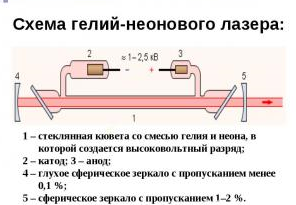 Схема гелий-неонового лазера:
2 ≈ 1– 2,5 кВ 3
4 – + 5
1
1 – стеклянная кювета со смесью гелия и неона, в
которой создается высоковольтный разряд;
2 – катод; 3 – анод;
4 – глухое сферическое зеркало с пропусканием менее
0,1 %;
5 – сферическое зеркало с пропусканием 1–2 %.